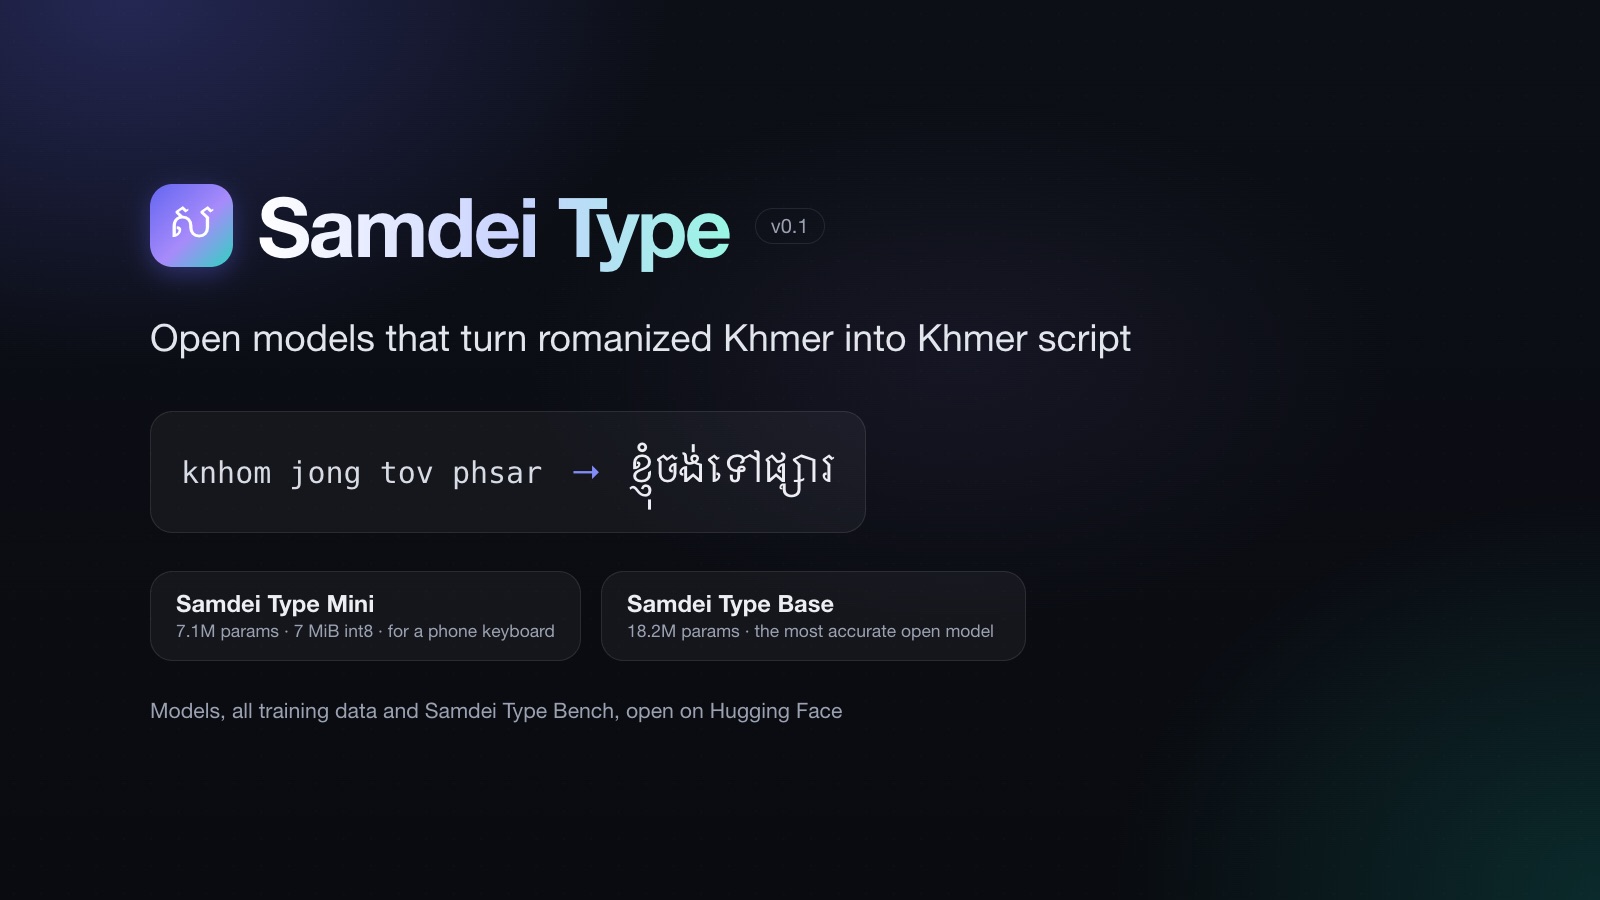 ស Samdei Type v0.1
Open models that turn romanized Khmer into Khmer script
knhom jong tov phsar → ខ្ញុំចង់ទៅផ្សារ
Samdei Type Mini
7.1M params · 7 MiB int8 · for a phone keyboard
Samdei Type Base
18.2M params · the most accurate open model
Models, all training data and Samdei Type Bench, open on Hugging Face